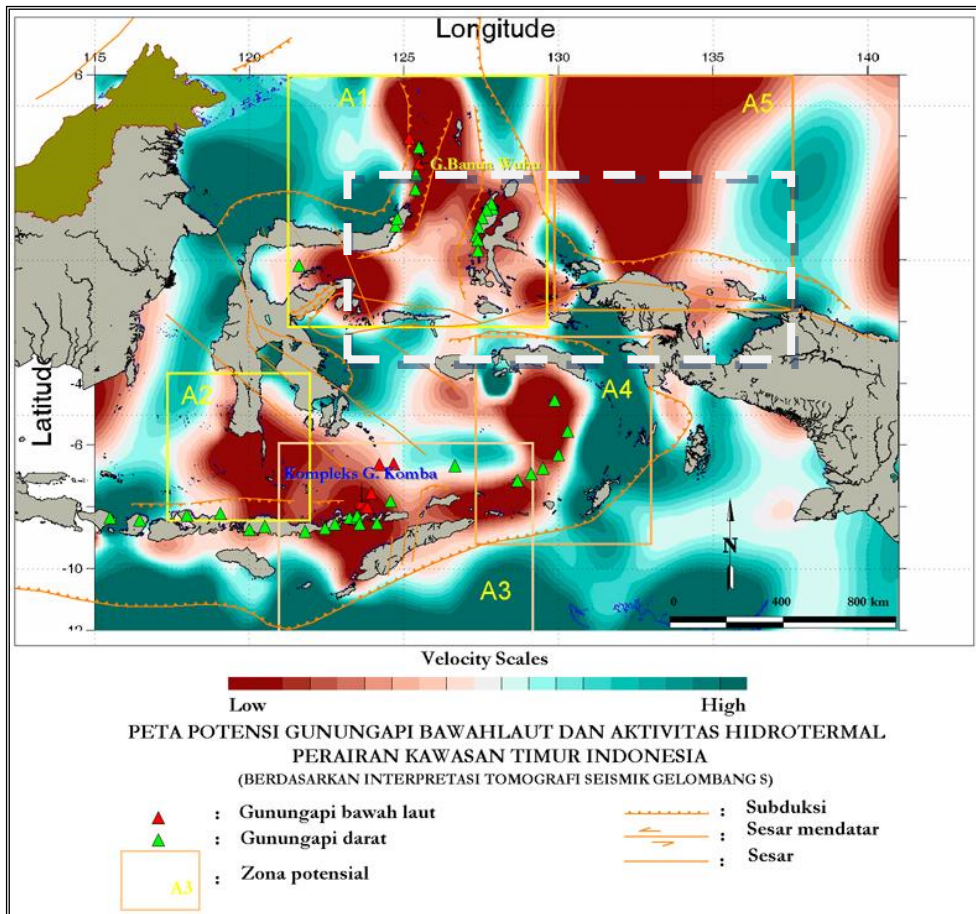 Longitude
115
120
125
130
135
140
6
A1
A5
G.Banua Wuhu
Latitude
-4
A4
A2
-6
Kompleks G. Komba
N
-10
A3
0 400 800 km
12
Velocity Scales
Low High
PETA POTENSI GUNUNGAPI BAWAHLAUT DAN AKTIVITAS HIDROTERMAL
PERAIRAN KAWASAN TIMUR INDONESIA
(BERDASARKAN INTERPRETASI TOMOGRAFI SEISMIK GELOMBANG S)
: Gunungapi bawah laut
: Gunungapi darat
A3 : Zona potensial
: Subduksi
: Sesar mendatar
: Sesar